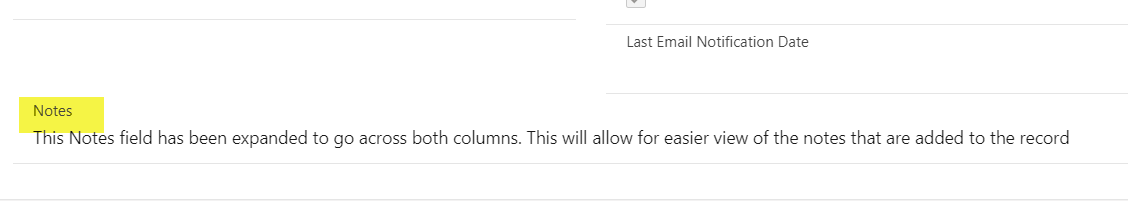 Last Email Notification Date
Notes
This Notes field has been expanded to go across both columns. This will allow for easier view of the notes that are added to the record